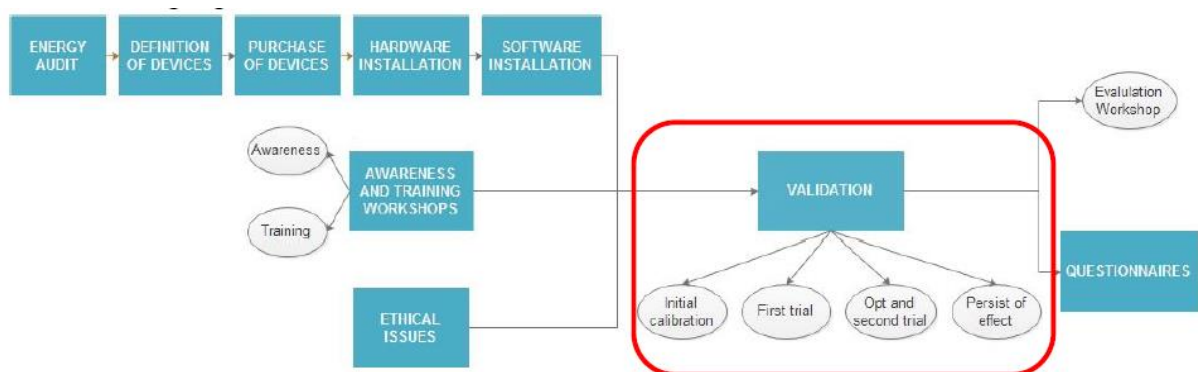 ENERGY
AUDIT
DEFINITION
OF DEVICES
PURCHASE
OF DEVICES
HARDWARE
INSTALLATION
SOFTWARE
INSTALLATION
Evalulation
Workshop
Awareness
AWARENESS
AND TRAINING
WORKSHOPS
Training
VALIDATION
QUESTIONNAIRES
Initial
calibration
First trial
Opt and
second trial
Persist of
effect
ETHICAL
ISSUES